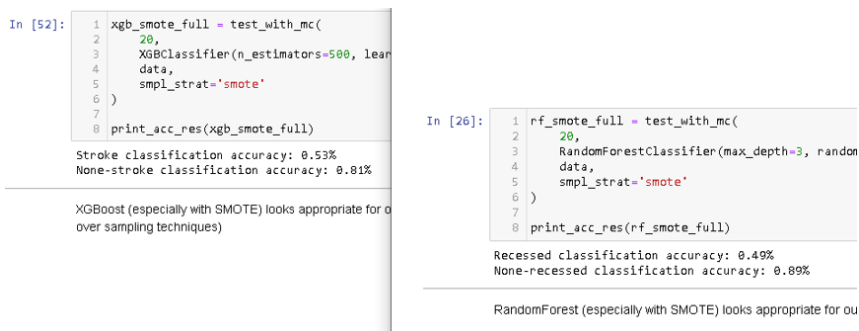 In [52]:
1 xgb_smote_full = test_with_mc(
2 20,
3 XGBClassifier(n_estimators=500, lear
4 data,
5 smpl_strat='smote'
6 )
7
8 print_acc_res(xgb_smote_full)
Stroke classification accuracy: 0.53%
None-stroke classification accuracy: 0.81%
XGBoost (especially with SMOTE) looks appropriate for o
over sampling techniques)
In [26]:
1 rf_smote_full = test_with_mc(
2 20,
3 RandomForestClassifier(max_depth=3, random
4 data,
5 smpl_strat='smote'
6 )
7
8 print_acc_res(rf_smote_full)
Recessed classification accuracy: 0.49%
None-recessed classification accuracy: 0.89%
RandomForest (especially with SMOTE) looks appropriate for ou